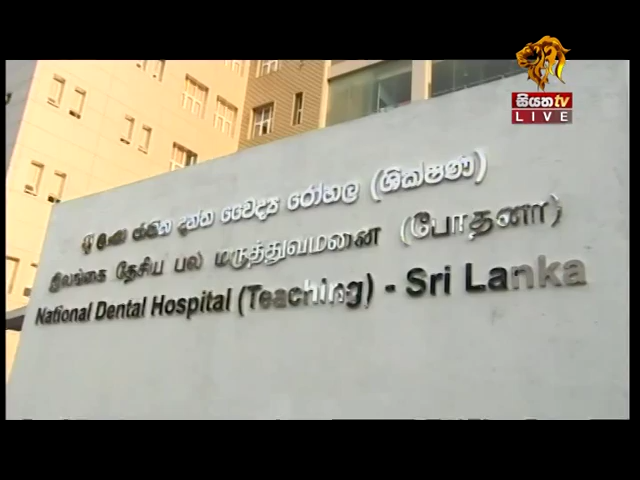 සියත tv
LIVE
ශ්‍රී ලංකා ජාතික දන්ත වෛද්‍ය රෝහල (ශික්ෂණ)
இலங்கை தேசிய பல் மருத்துவமனை (போதனா)
National Dental Hospital (Teaching) - Sri Lanka